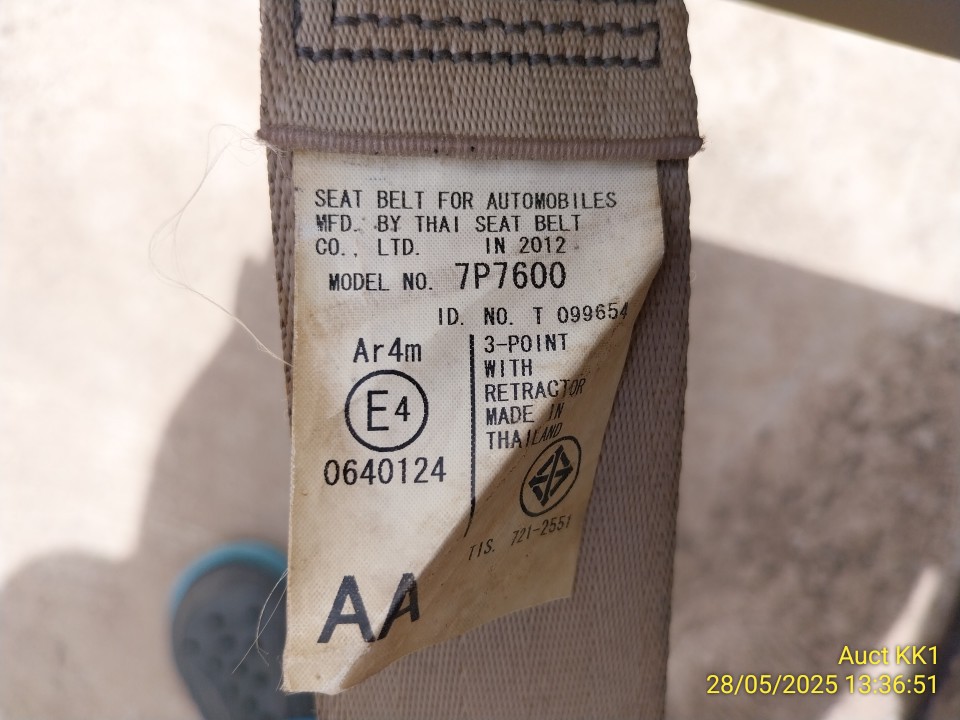 SEAT BELT FOR AUTOMOBILES
MFD. BY THAI SEAT BELT
CO., LTD. IN 2012
MODEL NO. 7P7600
ID. NO. T 099654
Ar4m
E4
0640124
3-POINT
WITH
RETRACTOR
MADE IN
THAILAND
TIS. 721-2551
AA
Auct KK1
28/05/2025 13:36:51